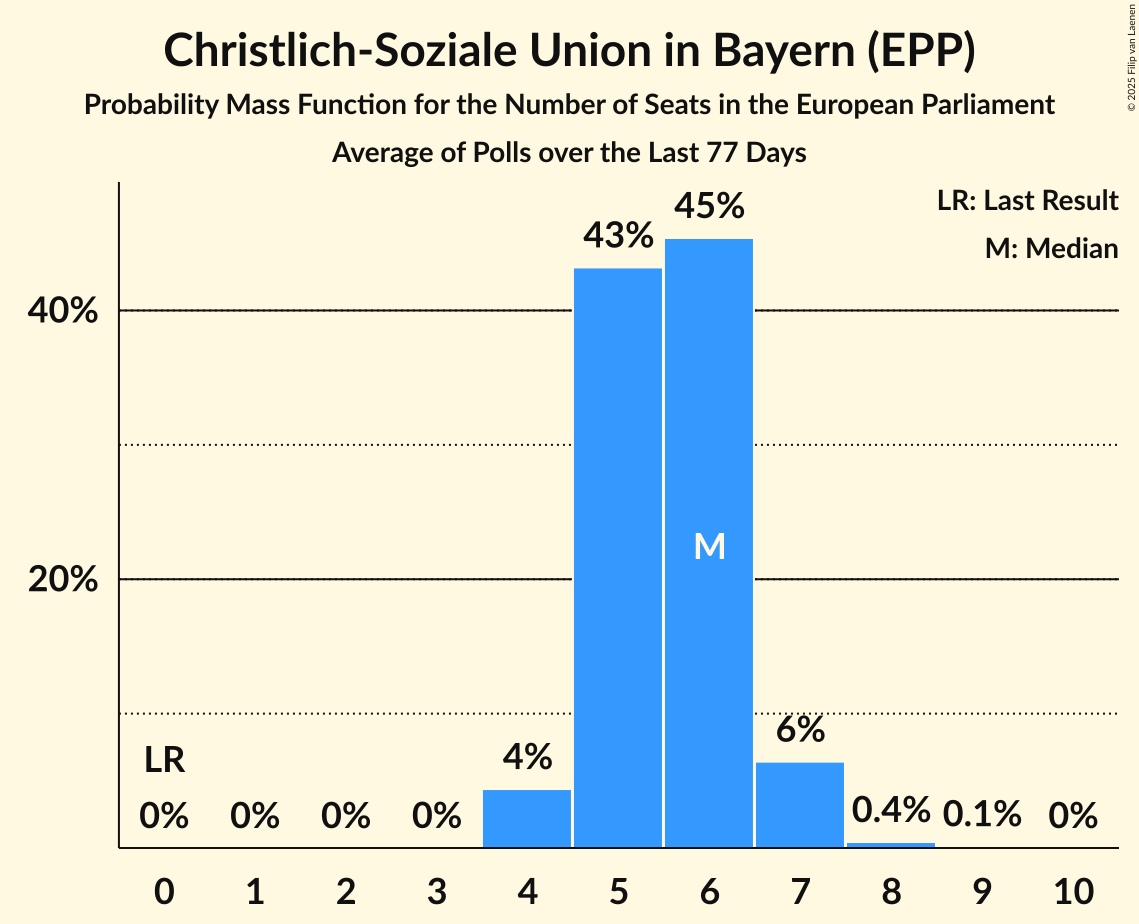 Christlich-Soziale Union in Bayern (EPP)
Probability Mass Function for the Number of Seats in the European Parliament
Average of Polls over the Last 77 Days
© 2025 Filip van Laenen
LR: Last Result
M: Median
45%
43%
40%
M
20%
6%
4%
LR
0% 0% 0% 0% 0.4% 0.1% 0%
0 1 2 3 4 5 6 7 8 9 10